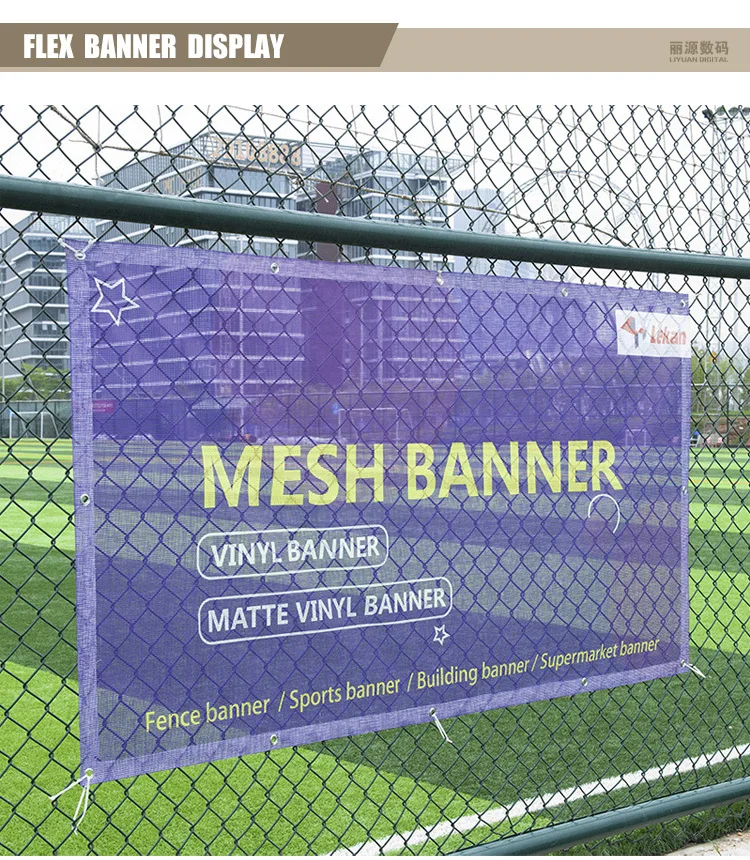 FLEX BANNER DISPLAY
丽源数码
LIYUAN DIGITAL
Lekan
MESH BANNER
VINYL BANNER
MATTE VINYL BANNER
Fence banner / Sports banner / Building banner / Supermarket banner